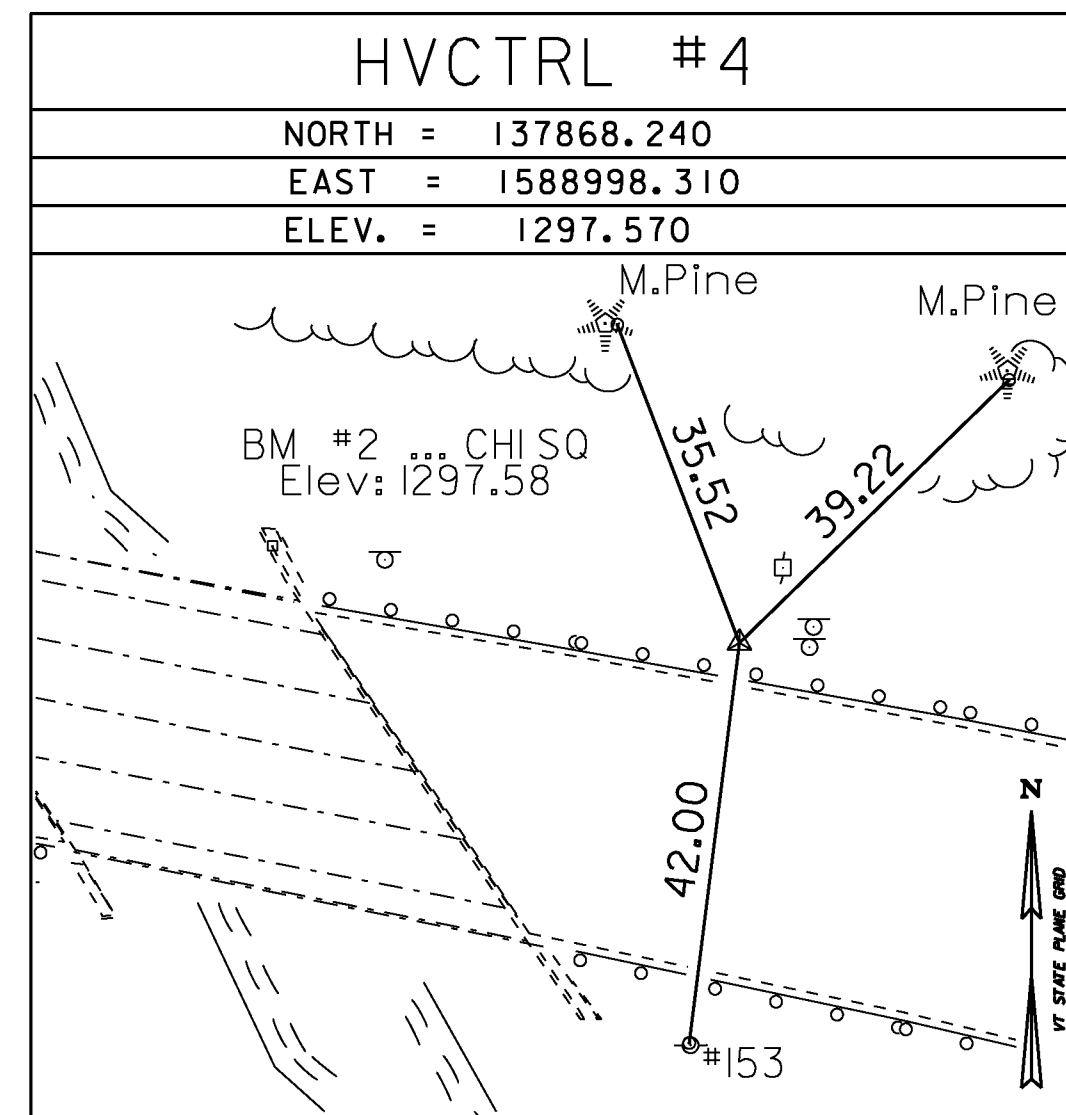 HVCTRL #4
NORTH = 137868.240
EAST = 1588998.310
ELEV. = 1297.570
M.Pine
M.Pine
BM #2 ... CHISQ
Elev: 1297.58
35.52
39.22
42.00
N
VT STATE PLANE GRID
#153